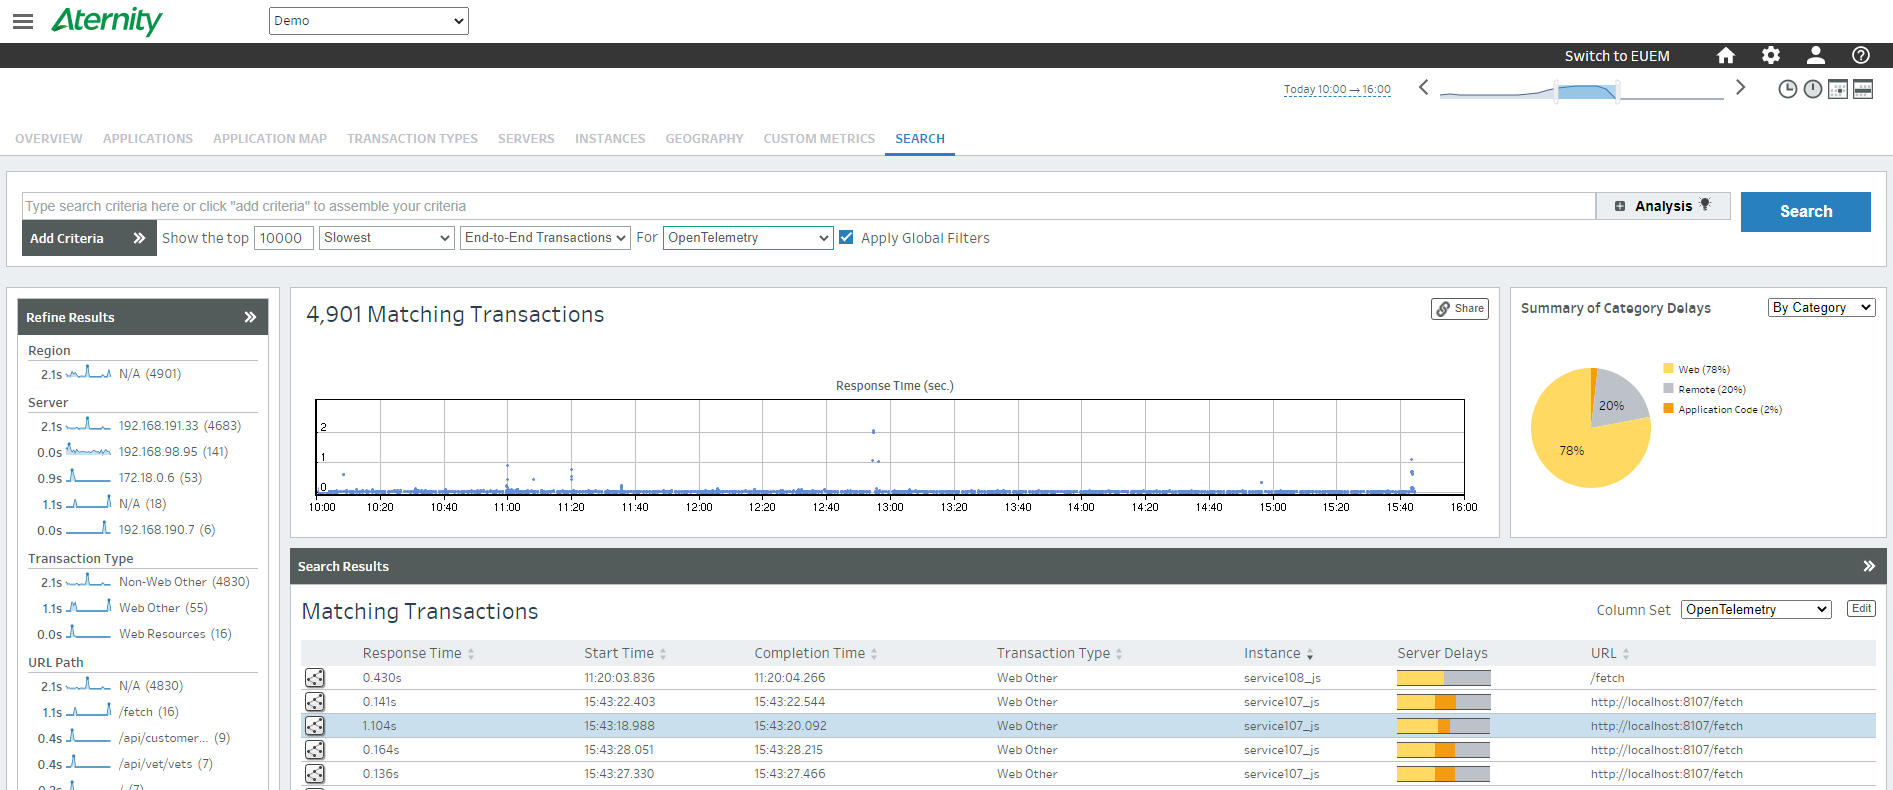 Aternity
Demo
Switch to EUEM
Today 10:00 → 16:00
OVERVIEW APPLICATIONS APPLICATION MAP TRANSACTION TYPES SERVERS INSTANCES GEOGRAPHY CUSTOM METRICS SEARCH
Type search criteria here or click "add criteria" to assemble your criteria
Analysis
Search
Add Criteria
Show the top 10000 Slowest End-to-End Transactions For OpenTelemetry Apply Global Filters
Refine Results
Region
2.1s N/A (4901)
Server
2.1s 192.168.191.33 (4683)
0.0s 192.168.98.95 (141)
0.9s 172.18.0.6 (53)
1.1s N/A (18)
0.0s 192.168.190.7 (6)
Transaction Type
2.1s Non-Web Other (4830)
1.1s Web Other (55)
0.0s Web Resources (16)
URL Path
2.1s N/A (4830)
1.1s /fetch (16)
0.4s /api/customer... (9)
0.4s /api/vet/vets (7)
4,901 Matching Transactions
Share
Response Time (sec.)
2
1
0
10:00 10:20 10:40 11:00 11:20 11:40 12:00 12:20 12:40 13:00 13:20 13:40 14:00 14:20 14:40 15:00 15:20 15:40 16:00
Summary of Category Delays
By Category
20%
78%
Web (78%)
Remote (20%)
Application Code (2%)
Search Results
Matching Transactions
Column Set OpenTelemetry Edit
Response Time Start Time Completion Time Transaction Type Instance Server Delays URL
0.430s 11:20:03.836 11:20:04.266 Web Other service108_js /fetch
0.141s 15:43:22.403 15:43:22.544 Web Other service107_js http://localhost:8107/fetch
1.104s 15:43:18.988 15:43:20.092 Web Other service107_js http://localhost:8107/fetch
0.164s 15:43:28.051 15:43:28.215 Web Other service107_js http://localhost:8107/fetch
0.136s 15:43:27.330 15:43:27.466 Web Other service107_js http://localhost:8107/fetch